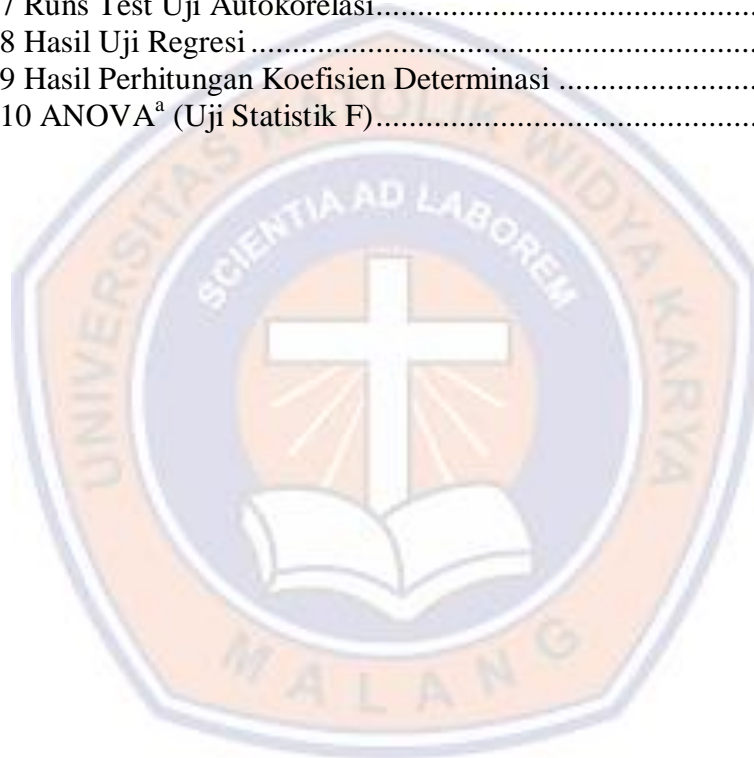 7 Runs Test Uji Autokorelasi...............................................
8 Hasil Uji Regresi...............................................................
9 Hasil Perhitungan Koefisien Determinasi .........................
10 ANOVAª (Uji Statistik F)...............................................
UNIVERSITAS KATOLIK WIDYA KARYA
SCIENTIA AD LABOREM
MALANG